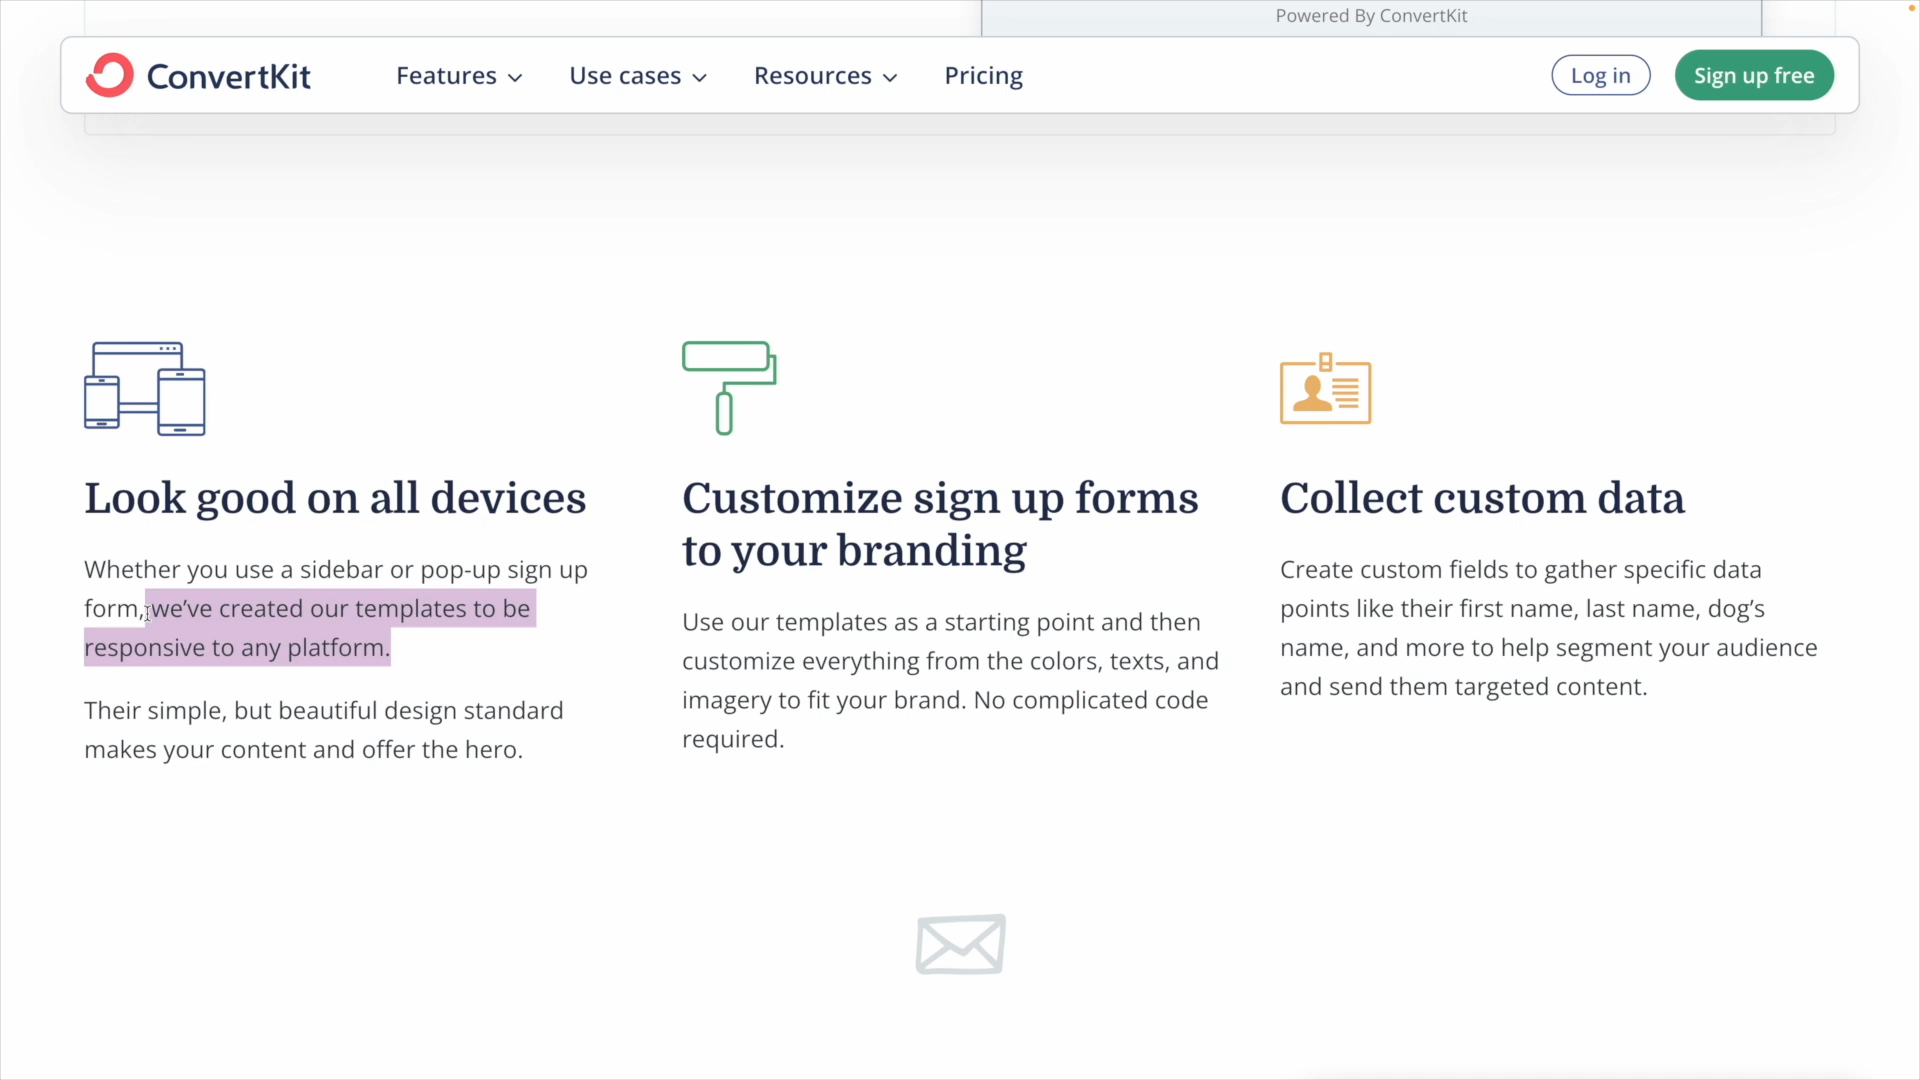 Powered By ConvertKit
ConvertKit
Features
Use cases
Resources
Pricing
Log in
Sign up free
Look good on all devices
Whether you use a sidebar or pop-up sign up
form, we’ve created our templates to be
responsive to any platform.
Their simple, but beautiful design standard
makes your content and offer the hero.
Customize sign up forms
to your branding
Use our templates as a starting point and then
customize everything from the colors, texts, and
imagery to fit your brand. No complicated code
required.
Collect custom data
Create custom fields to gather specific data
points like their first name, last name, dog’s
name, and more to help segment your audience
and send them targeted content.